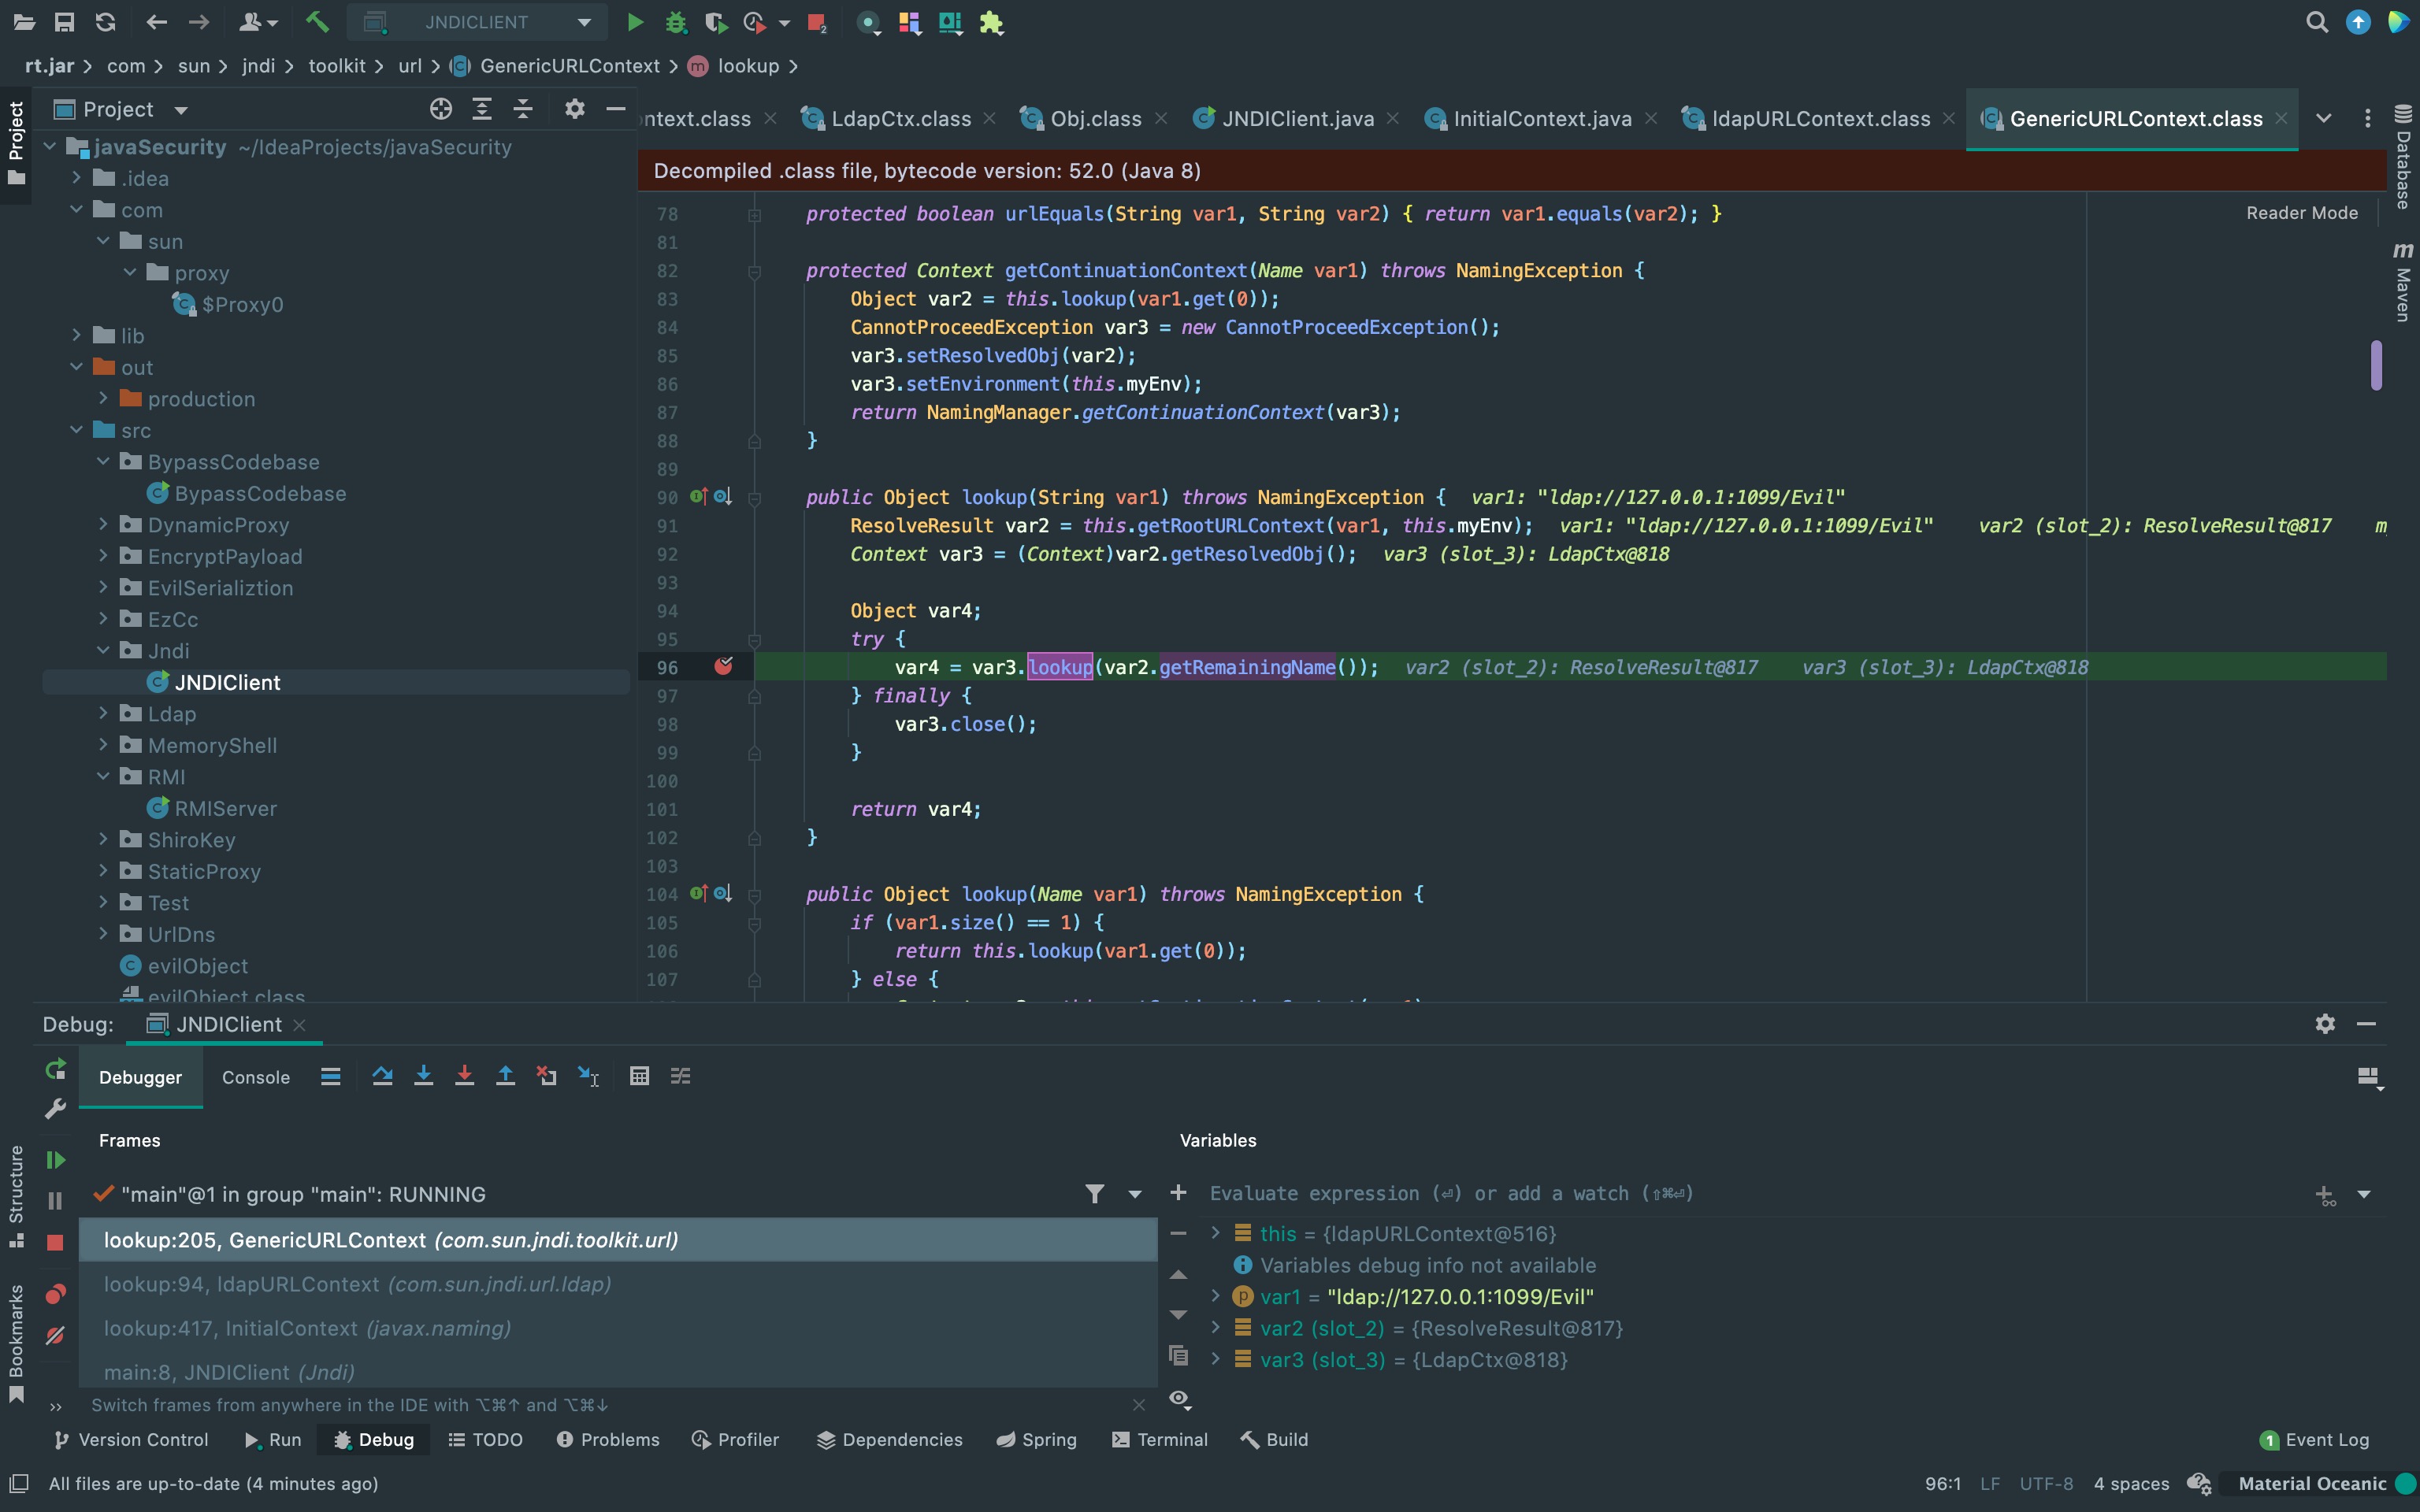 JNDICLIENT
rt.jar com sun jndi toolkit url GenericURLContext lookup
Project
ntext.class LdapCtx.class Obj.class JNDIClient.java InitialContext.java ldapURLContext.class GenericURLContext.class
Decompiled .class file, bytecode version: 52.0 (Java 8)
Reader Mode
Project
Database
Maven
Structure
Bookmarks
javaSecurity ~/IdeaProjects/javaSecurity
.idea
com
sun
proxy
$Proxy0
lib
out
production
src
BypassCodebase
BypassCodebase
DynamicProxy
EncryptPayload
EvilSerializtion
EzCc
Jndi
JNDIClient
Ldap
MemoryShell
RMI
RMIServer
ShiroKey
StaticProxy
Test
UrlDns
evilObject
evilObject.class
78 protected boolean urlEquals(String var1, String var2) { return var1.equals(var2); }
81
82 protected Context getContinuationContext(Name var1) throws NamingException {
83 Object var2 = this.lookup(var1.get(0));
84 CannotProceedException var3 = new CannotProceedException();
85 var3.setResolvedObj(var2);
86 var3.setEnvironment(this.myEnv);
87 return NamingManager.getContinuationContext(var3);
88 }
89
90 public Object lookup(String var1) throws NamingException { var1: "ldap://127.0.0.1:1099/Evil"
91 ResolveResult var2 = this.getRootURLContext(var1, this.myEnv); var1: "ldap://127.0.0.1:1099/Evil" var2 (slot_2): ResolveResult@817 m
92 Context var3 = (Context)var2.getResolvedObj(); var3 (slot_3): LdapCtx@818
93
94 Object var4;
95 try {
96 var4 = var3.lookup(var2.getRemainingName()); var2 (slot_2): ResolveResult@817 var3 (slot_3): LdapCtx@818
97 } finally {
98 var3.close();
99 }
100
101 return var4;
102 }
103
104 public Object lookup(Name var1) throws NamingException {
105 if (var1.size() == 1) {
106 return this.lookup(var1.get(0));
107 } else {
Debug: JNDIClient
Debugger Console
Frames
"main"@1 in group "main": RUNNING
lookup:205, GenericURLContext (com.sun.jndi.toolkit.url)
lookup:94, ldapURLContext (com.sun.jndi.url.ldap)
lookup:417, InitialContext (javax.naming)
main:8, JNDIClient (Jndi)
Switch frames from anywhere in the IDE with ⌥⌘↑ and ⌥⌘↓
Variables
Evaluate expression (⏎) or add a watch (⇧⌘⏎)
this = {ldapURLContext@516}
Variables debug info not available
var1 = "ldap://127.0.0.1:1099/Evil"
var2 (slot_2) = {ResolveResult@817}
var3 (slot_3) = {LdapCtx@818}
Version Control Run Debug TODO Problems Profiler Dependencies Spring Terminal Build 1 Event Log
All files are up-to-date (4 minutes ago) 96:1 LF UTF-8 4 spaces Material Oceanic